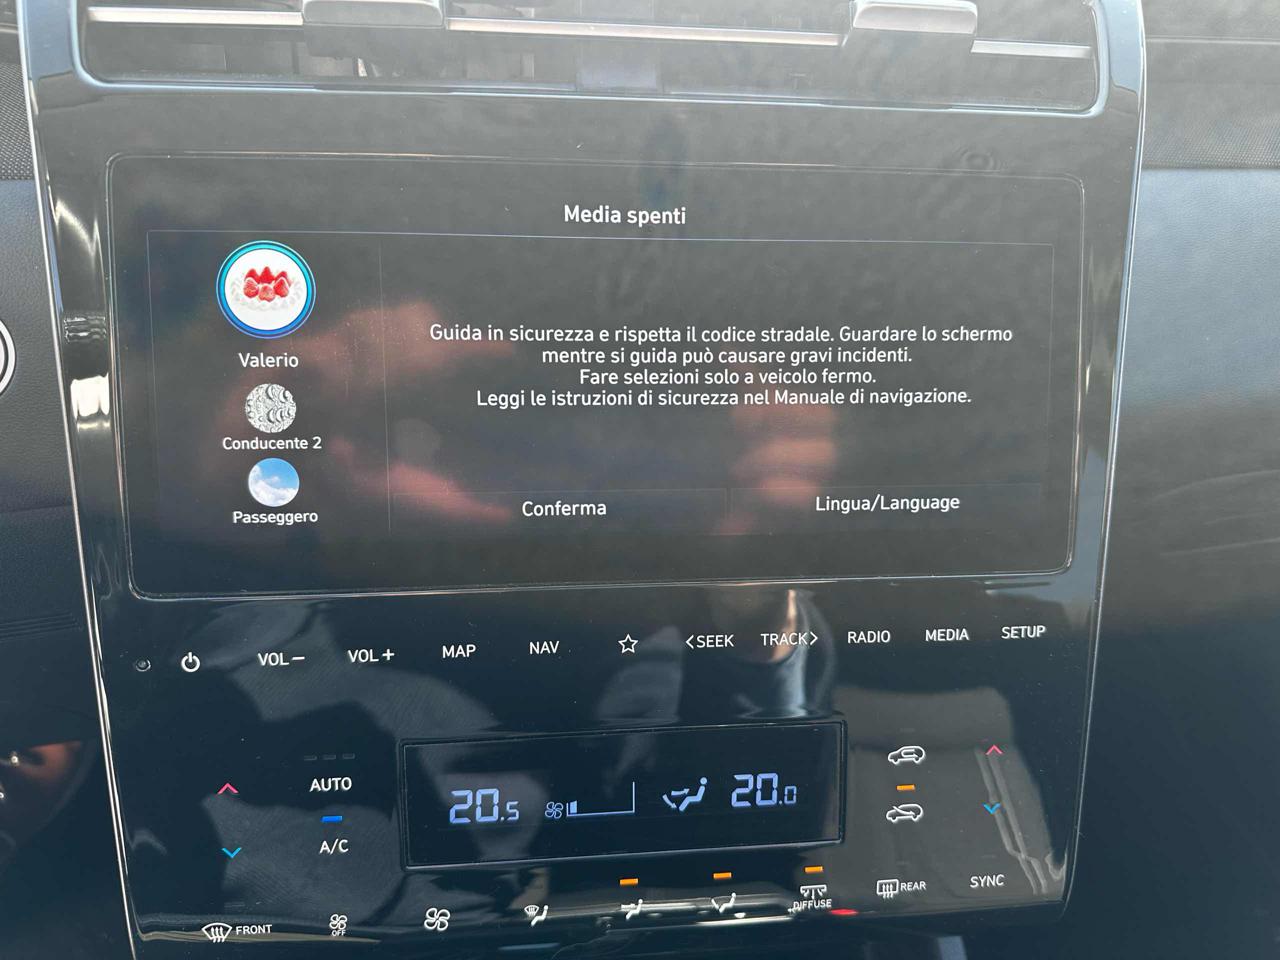 Media spenti
Valerio
Conducente 2
Passeggero
Guida in sicurezza e rispetta il codice stradale. Guardare lo schermo
mentre si guida può causare gravi incidenti.
Fare selezioni solo a veicolo fermo.
Leggi le istruzioni di sicurezza nel Manuale di navigazione.
Conferma
Lingua/Language
VOL−
VOL+
MAP
NAV
<SEEK
TRACK>
RADIO
MEDIA
SETUP
AUTO
A/C
20.5
20.0
FRONT
OFF
DIFFUSE
REAR
SYNC